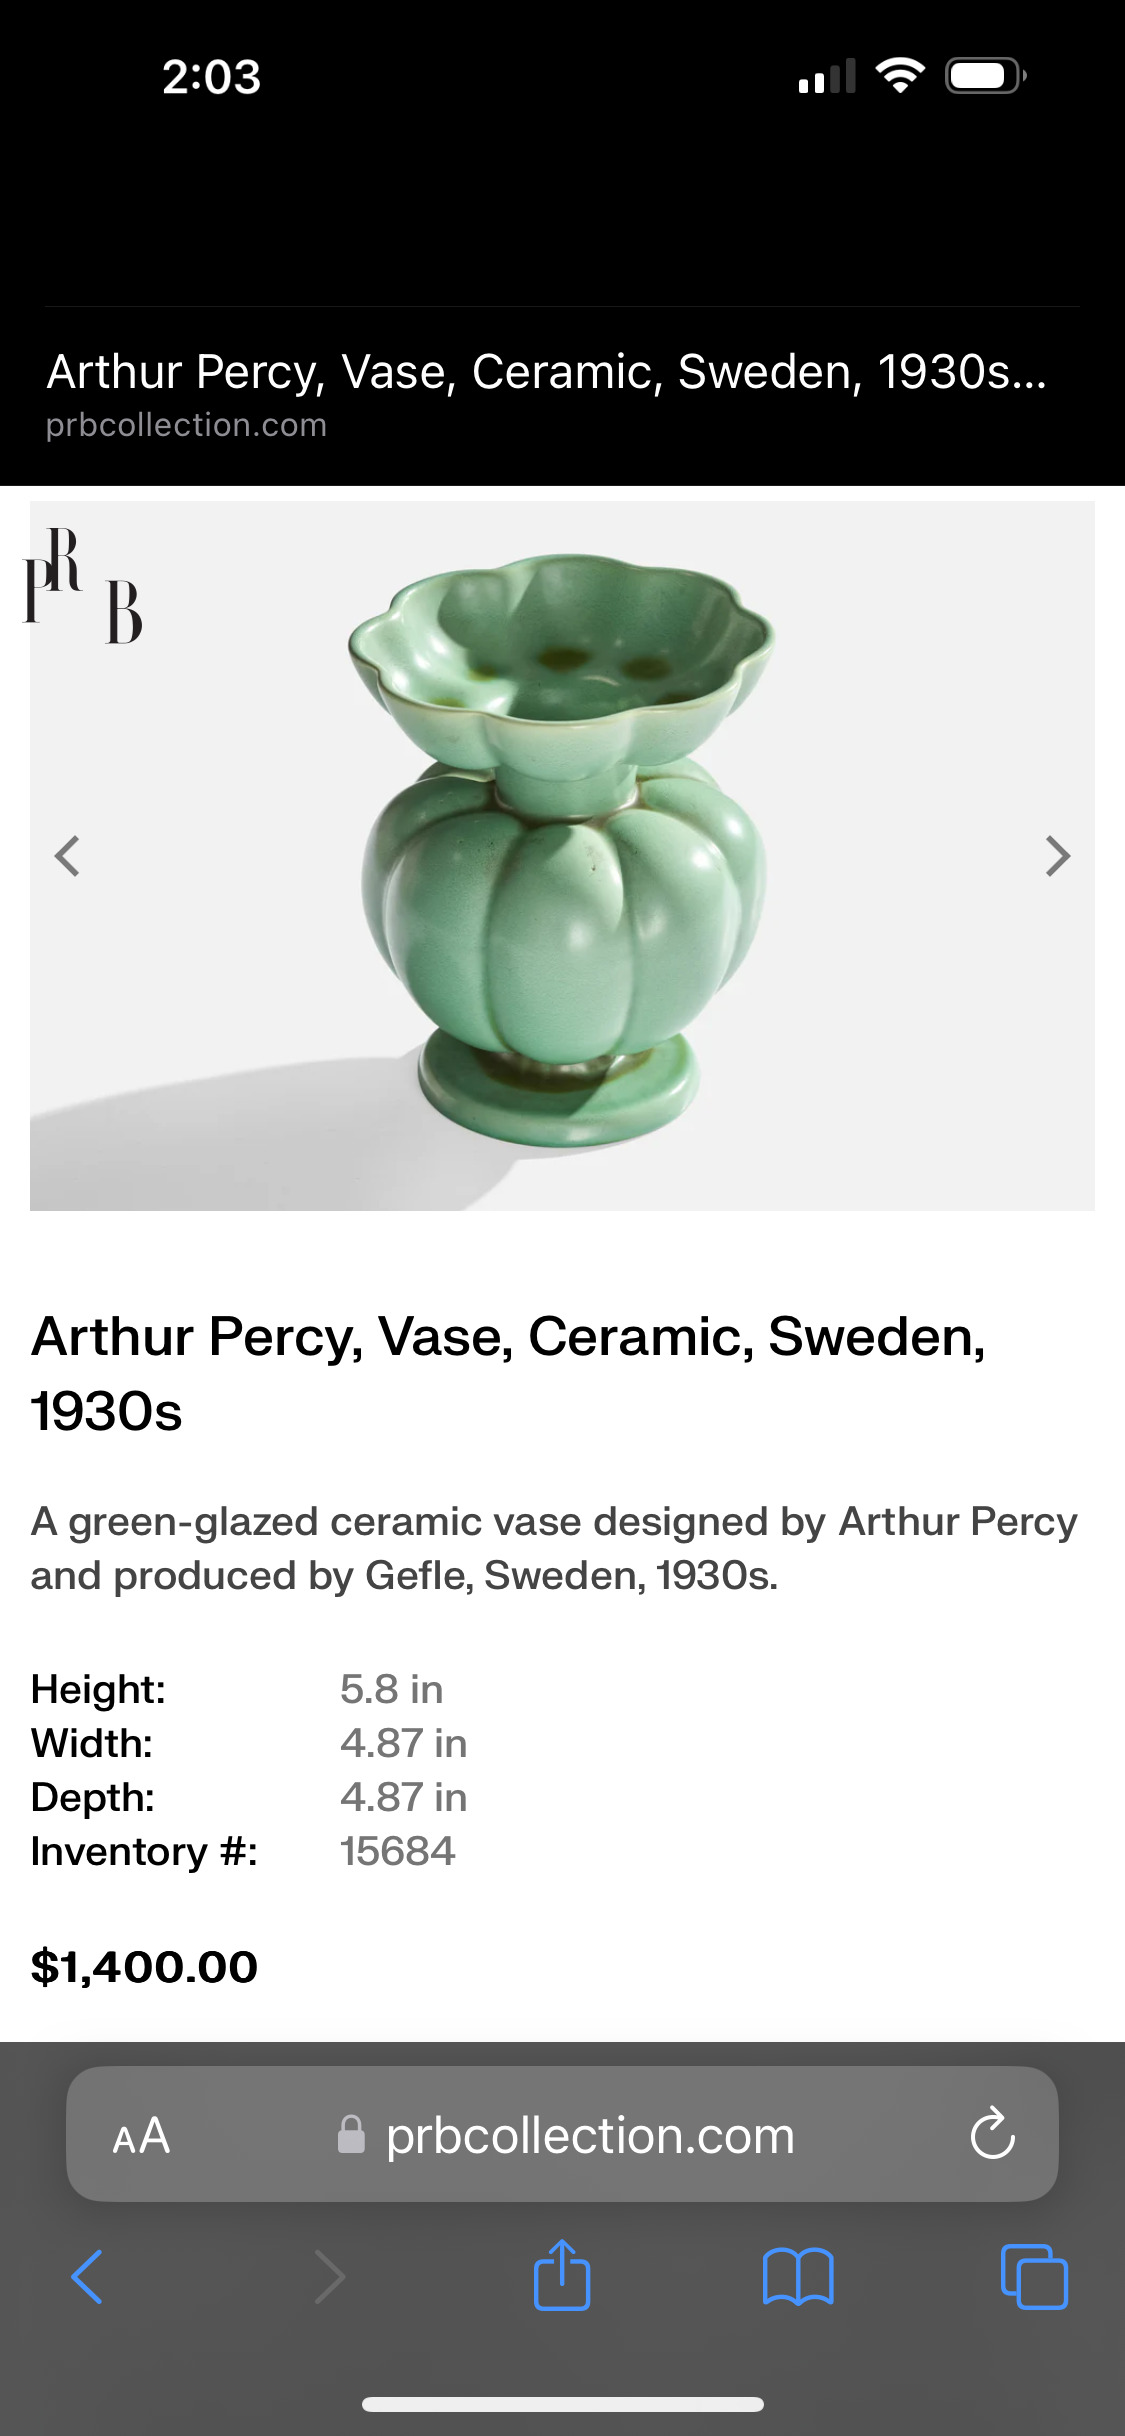 2:03
Arthur Percy, Vase, Ceramic, Sweden, 1930s...
prbcollection.com
PRB
Arthur Percy, Vase, Ceramic, Sweden,
1930s
A green-glazed ceramic vase designed by Arthur Percy
and produced by Gefle, Sweden, 1930s.
Height: 5.8 in
Width: 4.87 in
Depth: 4.87 in
Inventory #: 15684
$1,400.00
AA prbcollection.com